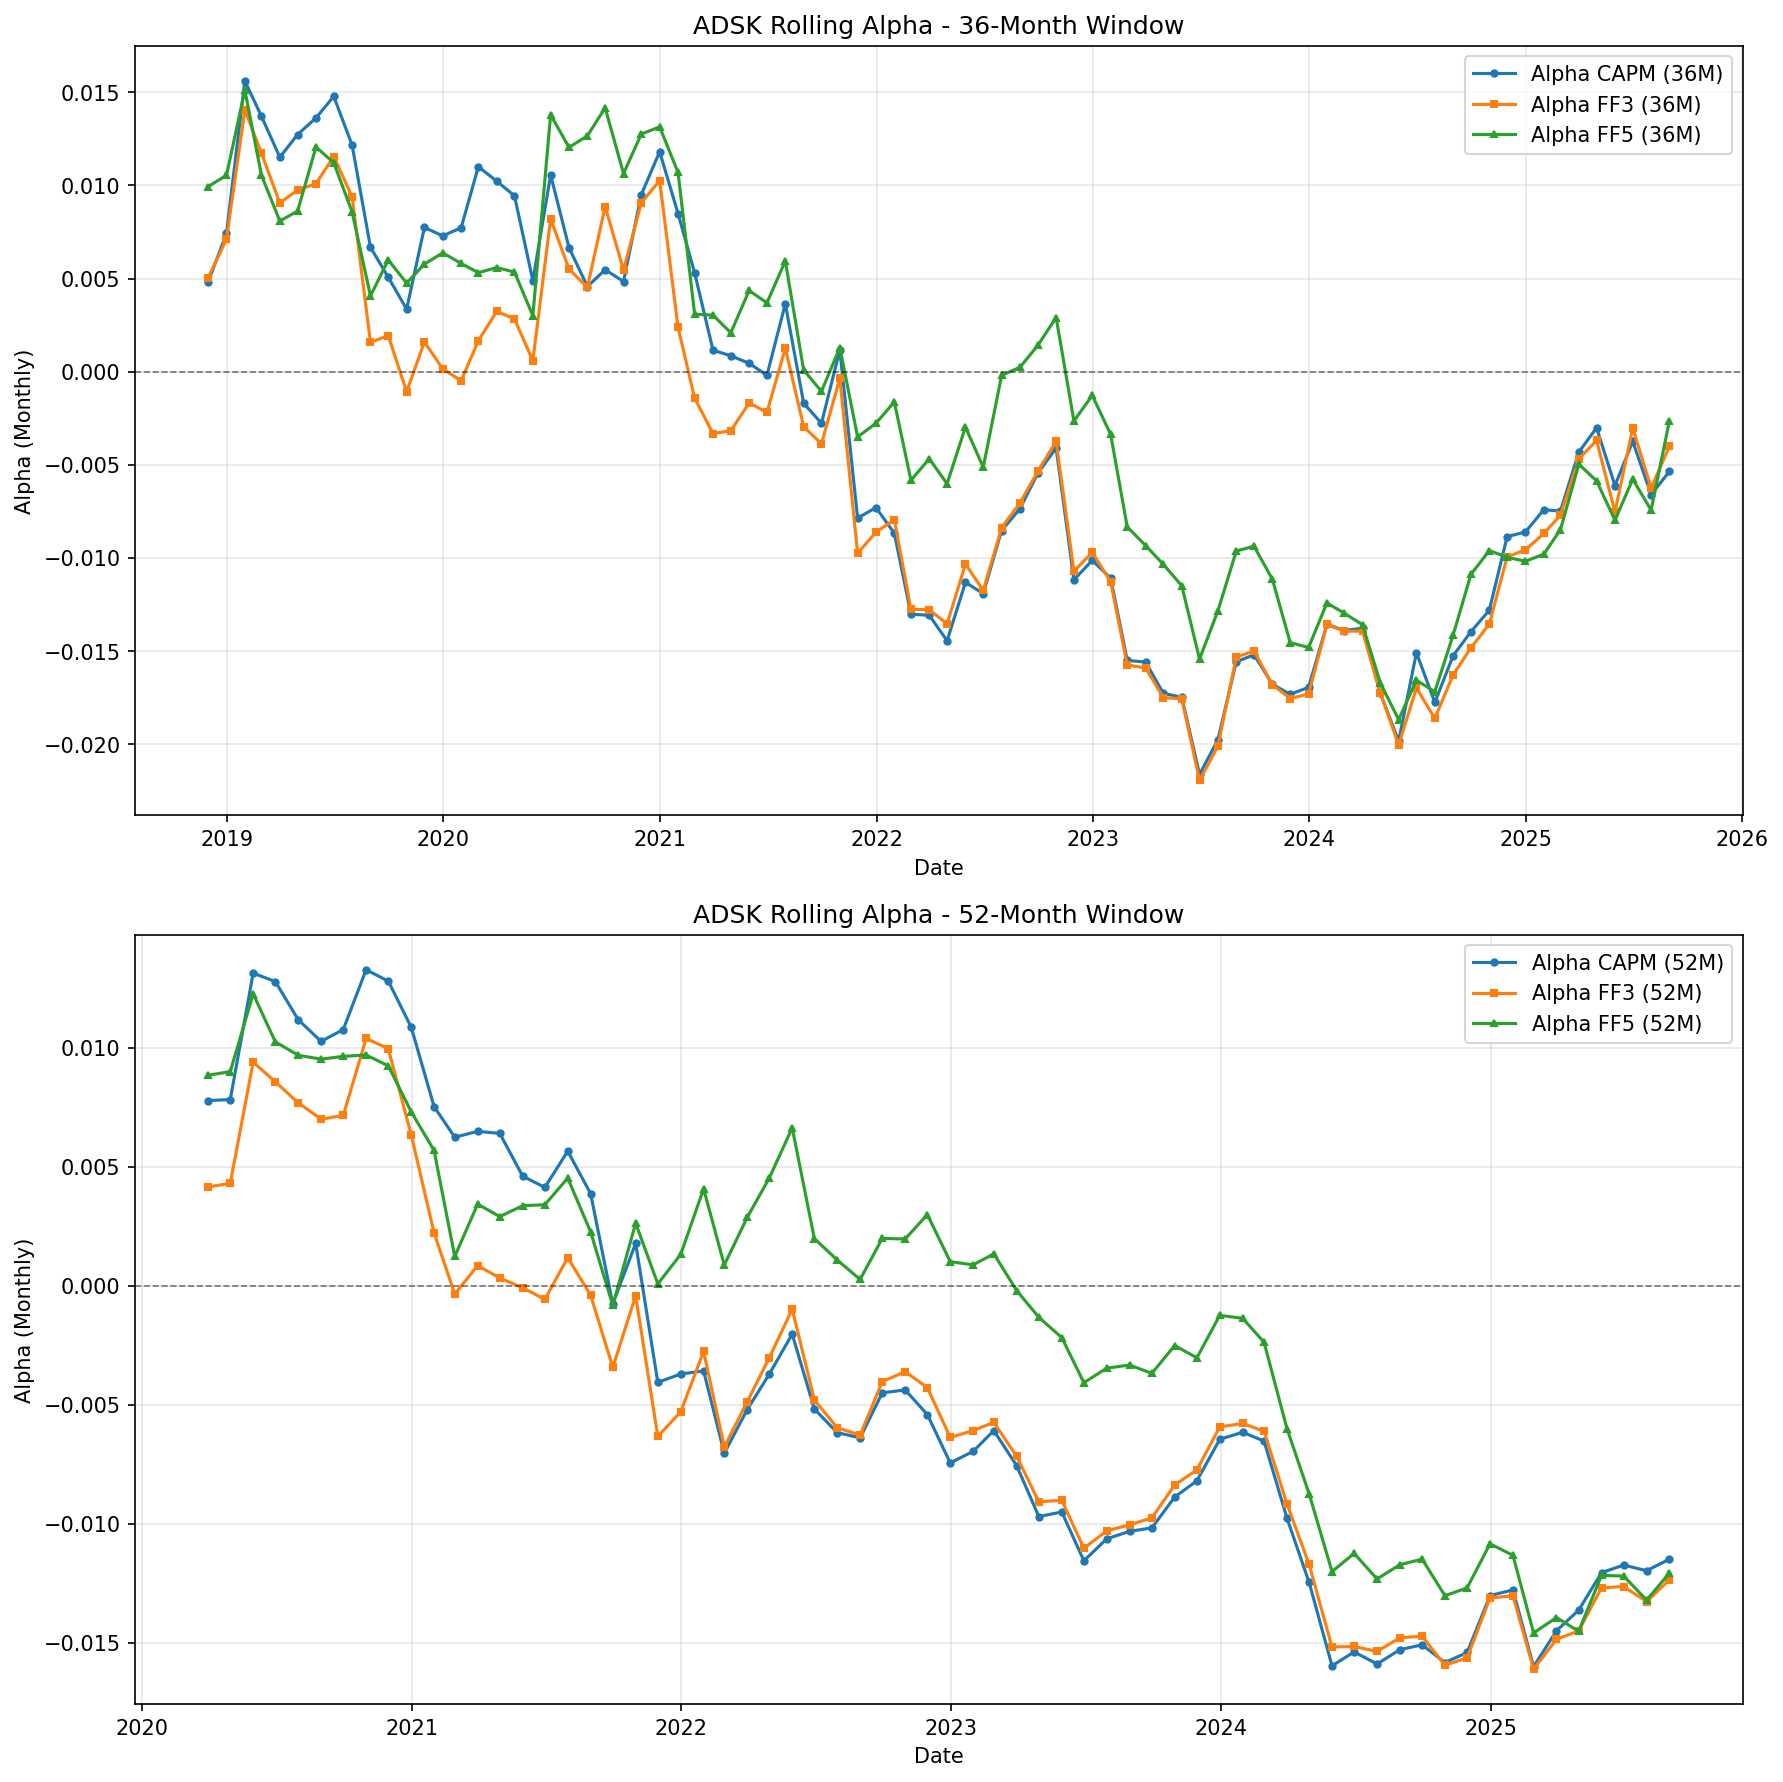 ADSK Rolling Alpha - 36-Month Window
Alpha CAPM (36M)
Alpha FF3 (36M)
Alpha FF5 (36M)
Alpha (Monthly)
0.015
0.010
0.005
0.000
−0.005
−0.010
−0.015
−0.020
2019 2020 2021 2022 2023 2024 2025 2026
Date
ADSK Rolling Alpha - 52-Month Window
Alpha CAPM (52M)
Alpha FF3 (52M)
Alpha FF5 (52M)
Alpha (Monthly)
0.010
0.005
0.000
−0.005
−0.010
−0.015
2020 2021 2022 2023 2024 2025
Date